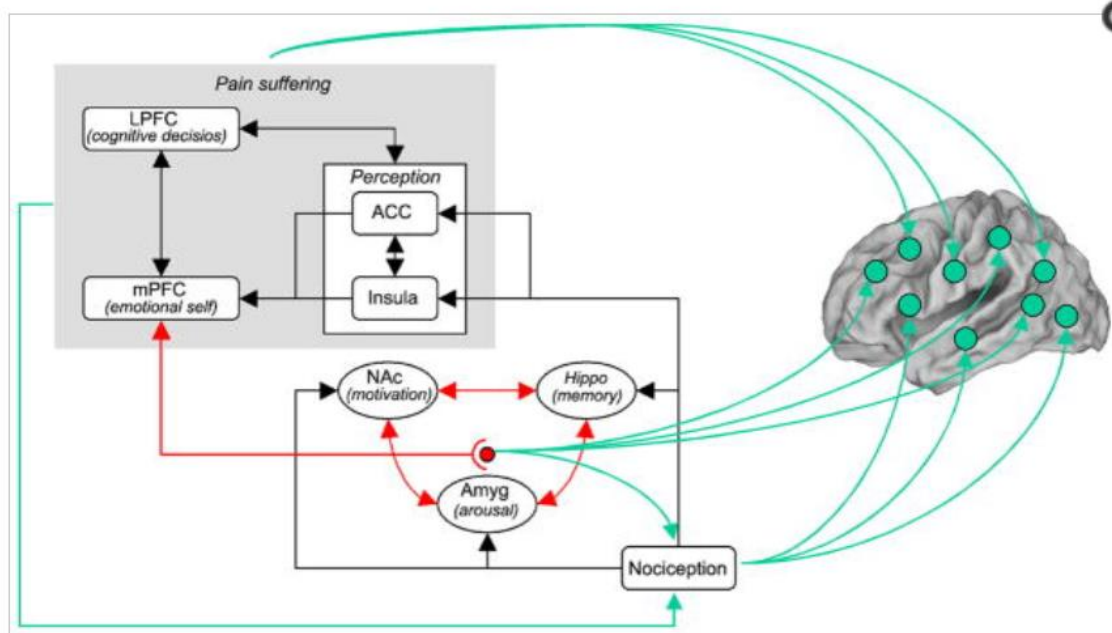 Pain suffering
LPFC
(cognitive decisios)
Perception
ACC
mPFC
(emotional self)
Insula
NAc
(motivation)
Hippo
(memory)
Amyg
(arousal)
Nociception